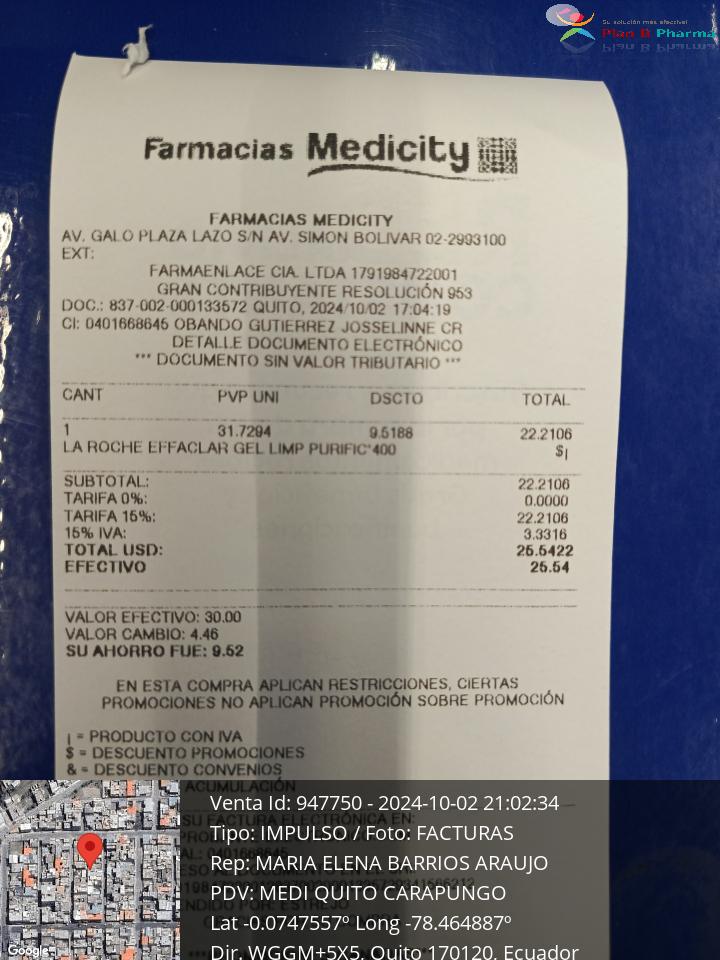 Su solución más efectiva!
Plan B Pharma
Farmacias Medicity
FARMACIAS MEDICITY
AV. GALO PLAZA LAZO S/N AV. SIMON BOLIVAR 02-2993100
EXT:
FARMAENLACE CIA. LTDA 1791984722001
GRAN CONTRIBUYENTE RESOLUCIÓN 953
DOC.: 837-002-000133572 QUITO, 2024/10/02 17:04:19
CI: 0401668645 OBANDO GUTIERREZ JOSSELINNE CR
DETALLE DOCUMENTO ELECTRÓNICO
*** DOCUMENTO SIN VALOR TRIBUTARIO ***
CANT PVP UNI DSCTO TOTAL
1 31.7294 9.5188 22.2106
LA ROCHE EFFACLAR GEL LIMP PURIFIC*400 $¡
SUBTOTAL: 22.2106
TARIFA 0%: 0.0000
TARIFA 15%: 22.2106
15% IVA: 3.3316
TOTAL USD: 25.5422
EFECTIVO 25.54
VALOR EFECTIVO: 30.00
VALOR CAMBIO: 4.46
SU AHORRO FUE: 9.52
EN ESTA COMPRA APLICAN RESTRICCIONES, CIERTAS
PROMOCIONES NO APLICAN PROMOCIÓN SOBRE PROMOCIÓN
¡ = PRODUCTO CON IVA
$ = DESCUENTO PROMOCIONES
& = DESCUENTO CONVENIOS
ACUMULACIÓN
SU FACTURA ELECTRÓNICA EN:
Venta Id: 947750 - 2024-10-02 21:02:34
Tipo: IMPULSO / Foto: FACTURAS
Rep: MARIA ELENA BARRIOS ARAUJO
PDV: MEDI QUITO CARAPUNGO
Lat -0.0747557º Long -78.464887º
Dir. WGGM+5X5, Quito 170120, Ecuador
Google